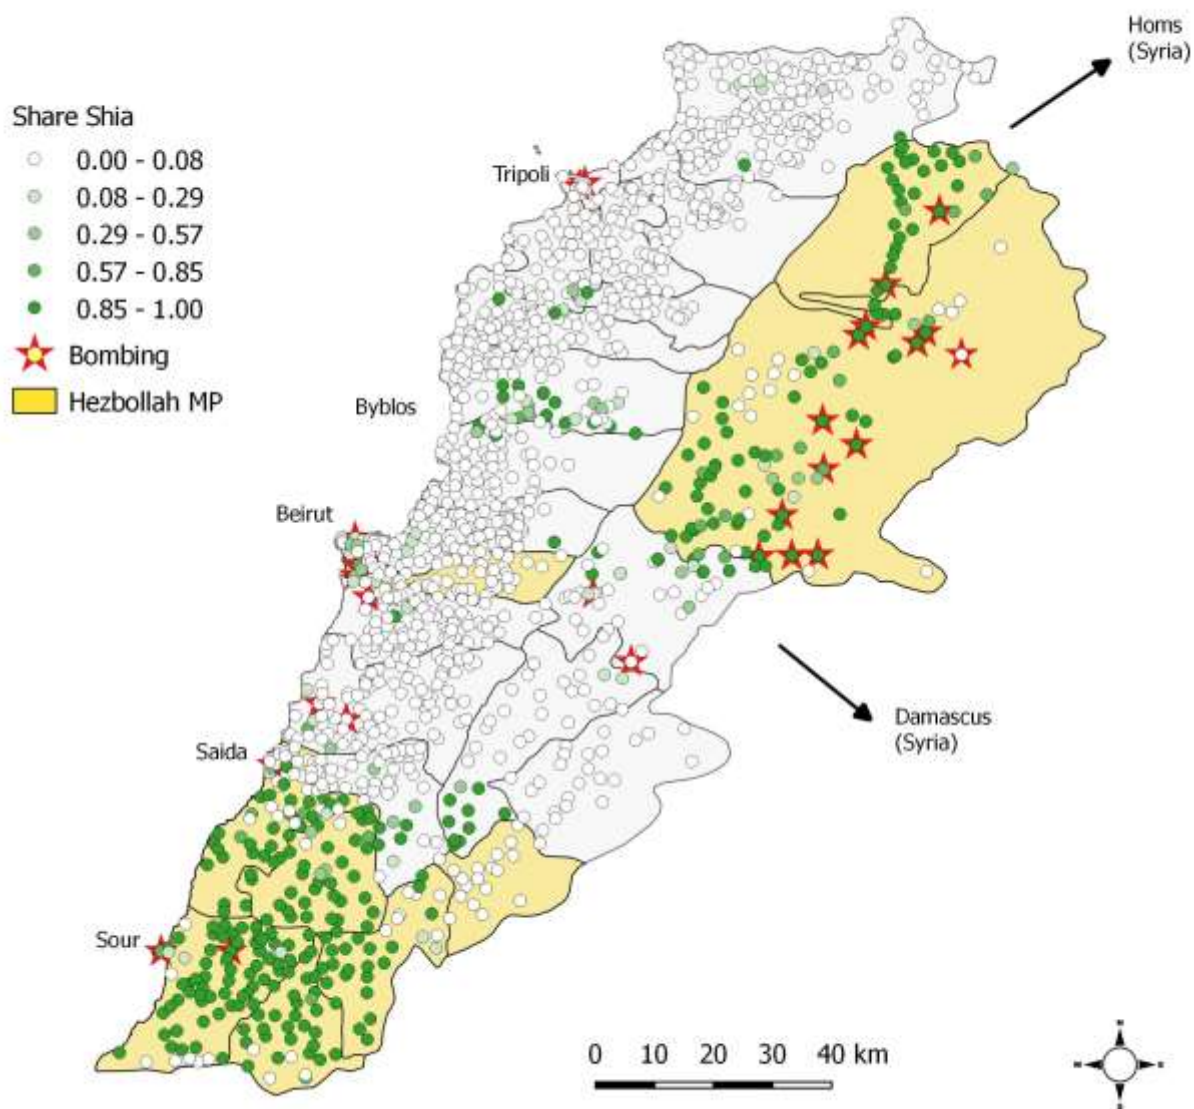 Homs
(Syria)
Share Shia
0.00 - 0.08
0.08 - 0.29
0.29 - 0.57
0.57 - 0.85
0.85 - 1.00
Bombing
Hezbollah MP
Tripoli
Byblos
Beirut
Damascus
(Syria)
Saida
Sour
0 10 20 30 40 km